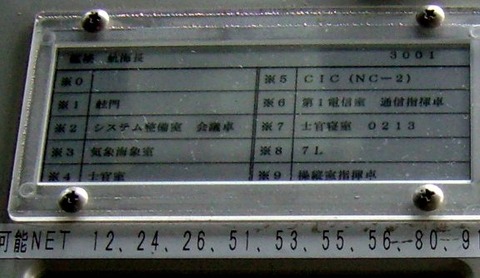 艦橋 航海長 3001
※0 ※5 CIC (NC-2)
※1 舷門 ※6 第1電信室 通信指揮卓
※2 システム整備室 会議卓 ※7 士官寝室 0213
※3 気象海象室 ※8 7L
※4 士官室 ※9 操縦室指揮卓
可能NET 12、24、26、51、53、55、56、80、91